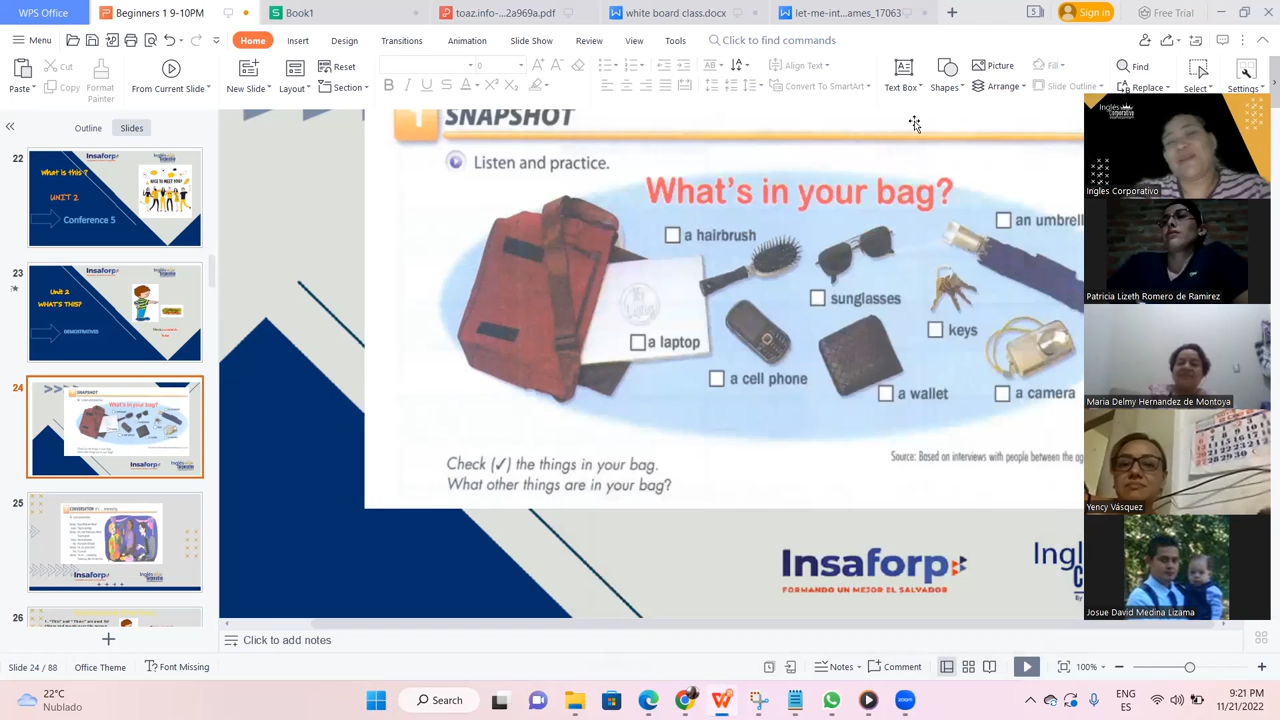 WPS Office
Beginners 1 9-10PM
Book1
toaz.info-...2a969a.pdf
white board class.docx
let-me-int...ames_17063
Sign in
Free Trial
Menu
Home
Insert
Design
Transitions
Animation
Slide Show
Review
View
Tools
Click to find commands
Cut
Copy
Format
Painter
From Current Slide
New Slide
Layout
Reset
Section
0
Align Text
Convert To SmartArt
Text Box
Shapes
Picture
Arrange
Fill
Slide Outline
Find
Replace
Select
Settings
Outline
Slides
22
What is this ?
UNIT 2
Conference 5
23
Unit 2
WHAT'S THIS?
DEMOSTRATIVES
24
25
26
SNAPSHOT
Listen and practice.
What's in your bag?
a hairbrush
an umbrell
sunglasses
keys
a laptop
a cell phone
a wallet
a camera
Check (✓) the things in your bag.
What other things are in your bag?
Source: Based on interviews with people between the ag
Insaforp
FORMANDO UN MEJOR EL SALVADOR
Ingl
Ingles Corporativo
Patricia Lizeth Romero de Ramirez
Maria Delmy Hernandez de Montoya
Yency Vásquez
Josue David Medina Lizama
Click to add notes
Slide 24 / 88
Office Theme
Font Missing
Notes
Comment
100%
22°C
Nublado
Search
ENG
ES
9:21 PM
11/21/2022